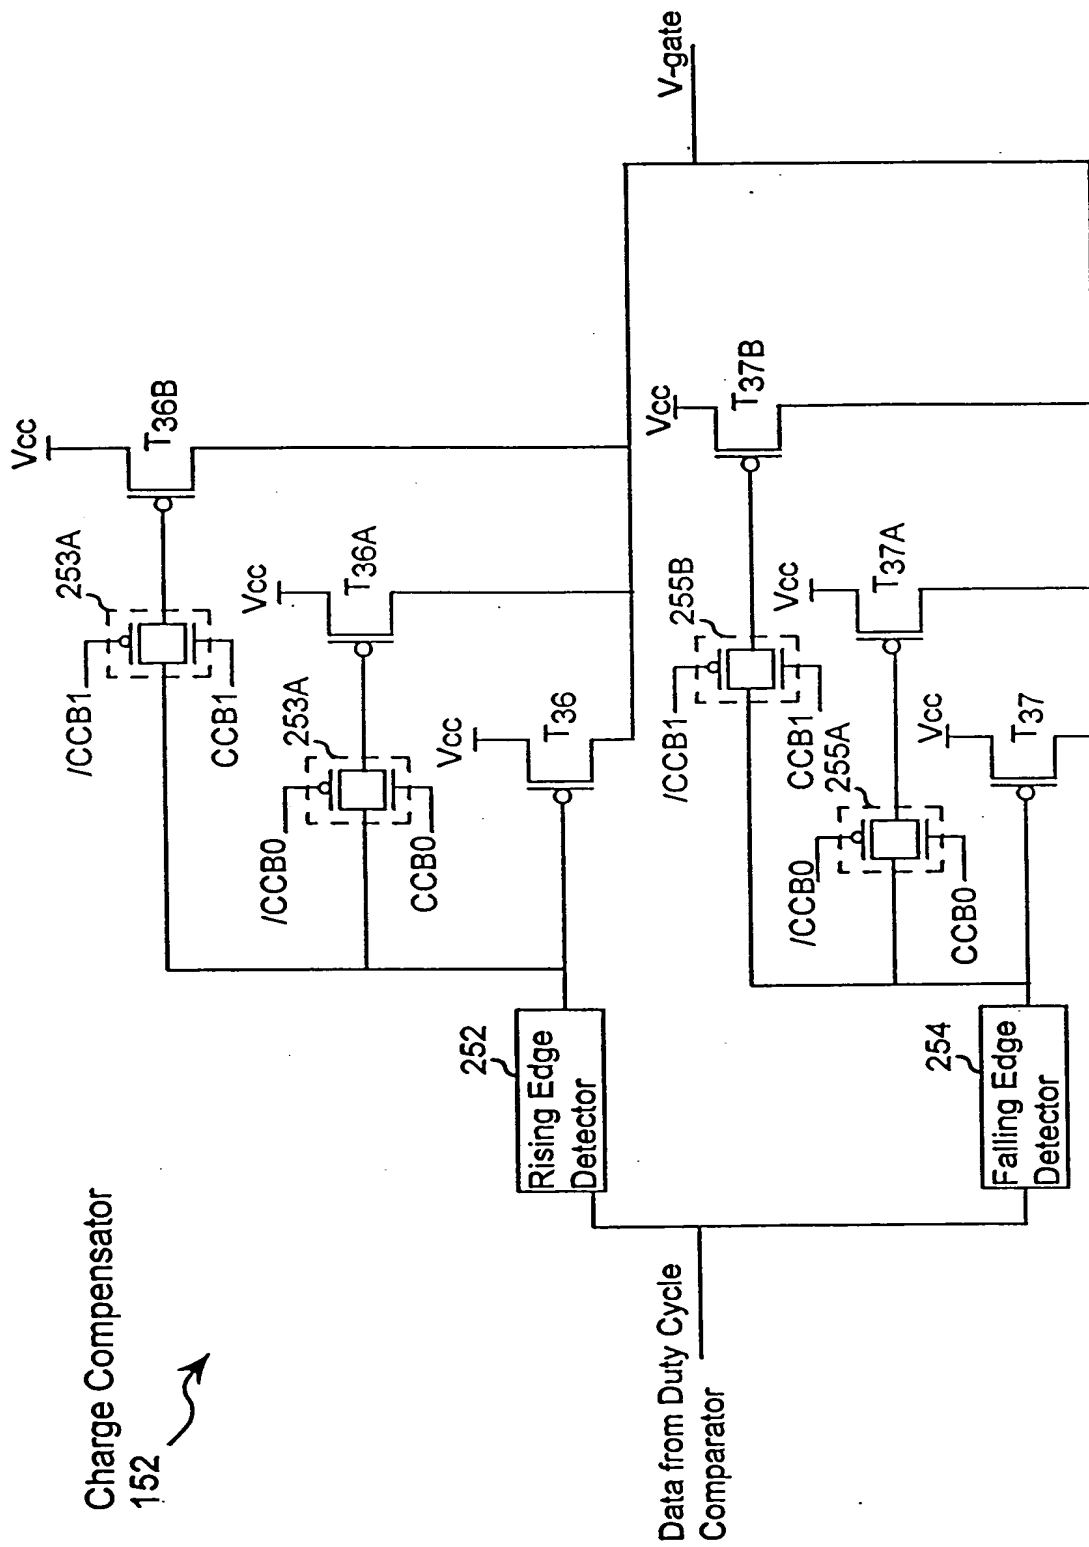 Charge Compensator
152
Vcc
T36B
253A
/CCB1
CCB1
Vcc
T36A
253A
/CCB0
CCB0
Vcc
T36
252
Rising Edge
Detector
V-gate
Data from Duty Cycle
Comparator
Vcc
T37B
255B
/CCB1
CCB1
Vcc
T37A
255A
/CCB0
CCB0
Vcc
T37
254
Falling Edge
Detector